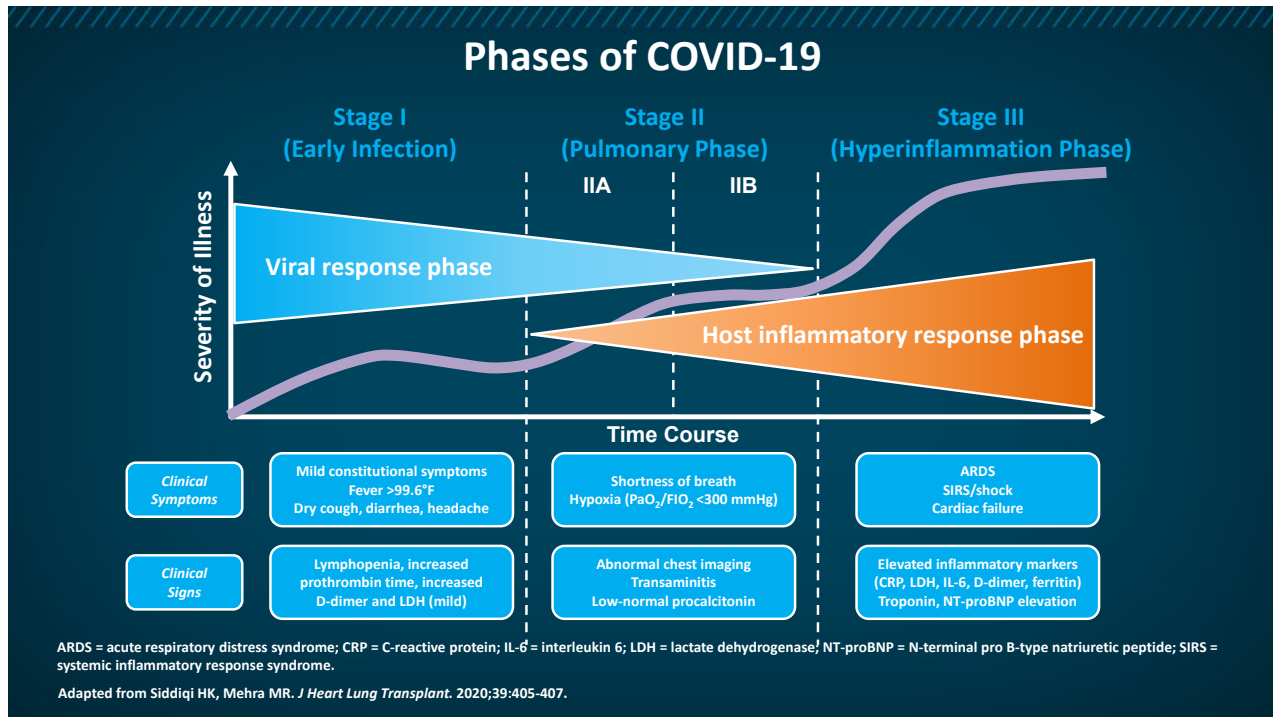 Phases of COVID-19
Stage I
(Early Infection)
Stage II
(Pulmonary Phase)
Stage III
(Hyperinflammation Phase)
IIA
IIB
Severity of Illness
Viral response phase
Host inflammatory response phase
Time Course
Clinical
Symptoms
Mild constitutional symptoms
Fever >99.6°F
Dry cough, diarrhea, headache
Shortness of breath
Hypoxia (PaO₂/FIO₂ <300 mmHg)
ARDS
SIRS/shock
Cardiac failure
Clinical
Signs
Lymphopenia, increased
prothrombin time, increased
D-dimer and LDH (mild)
Abnormal chest imaging
Transaminitis
Low-normal procalcitonin
Elevated inflammatory markers
(CRP, LDH, IL-6, D-dimer, ferritin)
Troponin, NT-proBNP elevation
ARDS = acute respiratory distress syndrome; CRP = C-reactive protein; IL-6 = interleukin 6; LDH = lactate dehydrogenase; NT-proBNP = N-terminal pro B-type natriuretic peptide; SIRS =
systemic inflammatory response syndrome.
Adapted from Siddiqi HK, Mehra MR. J Heart Lung Transplant. 2020;39:405-407.